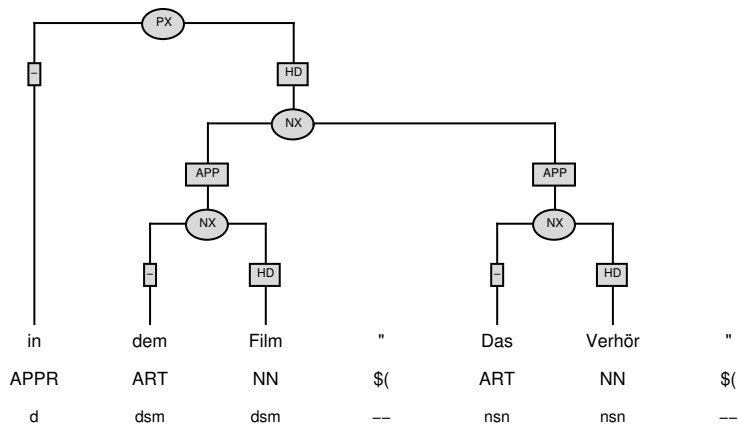 PX
– HD
NX
APP APP
NX NX
– HD – HD
in dem Film " Das Verhör "
APPR ART NN $( ART NN $(
d dsm dsm −− nsn nsn −−